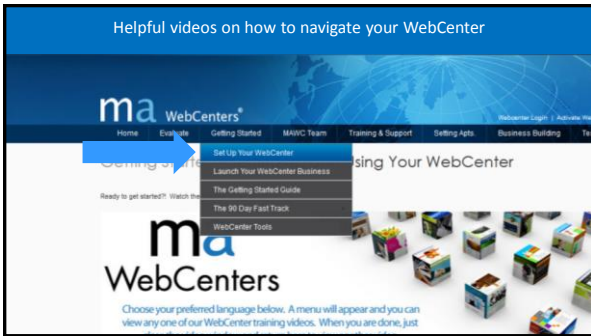 Helpful videos on how to navigate your WebCenter
ma WebCenters®
Webcenter Login | Activate We
Home Evaluate Getting Started MAWC Team Training & Support Setting Apts. Business Building Te
Set Up Your WebCenter
Getting Starte Using Your WebCenter
Launch Your WebCenter Business
The Getting Started Guide
Ready to get started?! Watch the
The 90 Day Fast Track
WebCenter Tools
ma
WebCenters
Choose your preferred language below. A menu will appear and you can
view any one of our WebCenter training videos. When you are done, just